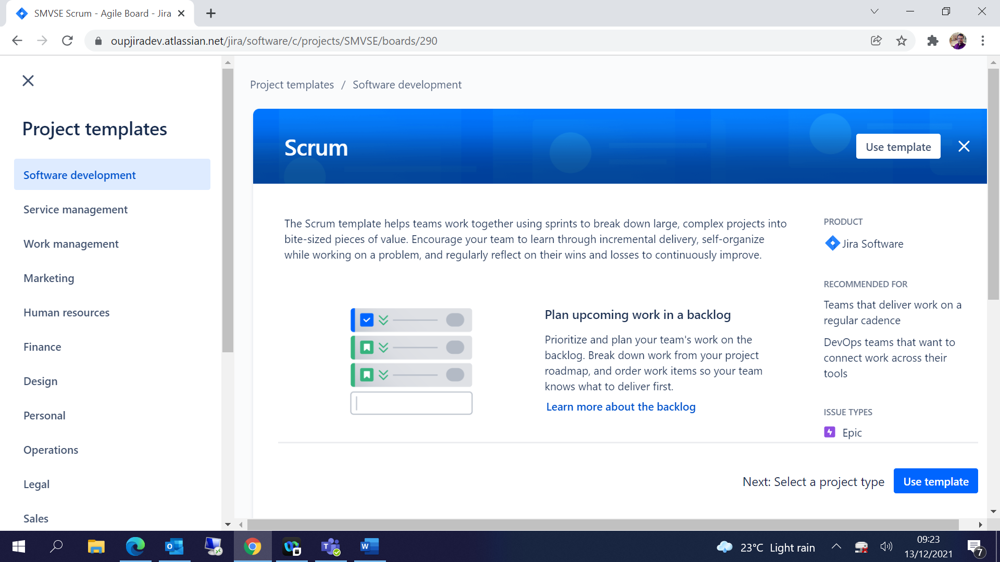 SMVSE Scrum - Agile Board - Jira
oupjiradev.atlassian.net/jira/software/c/projects/SMVSE/boards/290
Project templates
Software development
Service management
Work management
Marketing
Human resources
Finance
Design
Personal
Operations
Legal
Sales
Project templates / Software development
Scrum
Use template
The Scrum template helps teams work together using sprints to break down large, complex projects into
bite-sized pieces of value. Encourage your team to learn through incremental delivery, self-organize
while working on a problem, and regularly reflect on their wins and losses to continuously improve.
Plan upcoming work in a backlog
Prioritize and plan your team's work on the
backlog. Break down work from your project
roadmap, and order work items so your team
knows what to deliver first.
Learn more about the backlog
PRODUCT
Jira Software
RECOMMENDED FOR
Teams that deliver work on a
regular cadence
DevOps teams that want to
connect work across their
tools
ISSUE TYPES
Epic
Next: Select a project type
Use template
23°C Light rain
09:23
13/12/2021
7